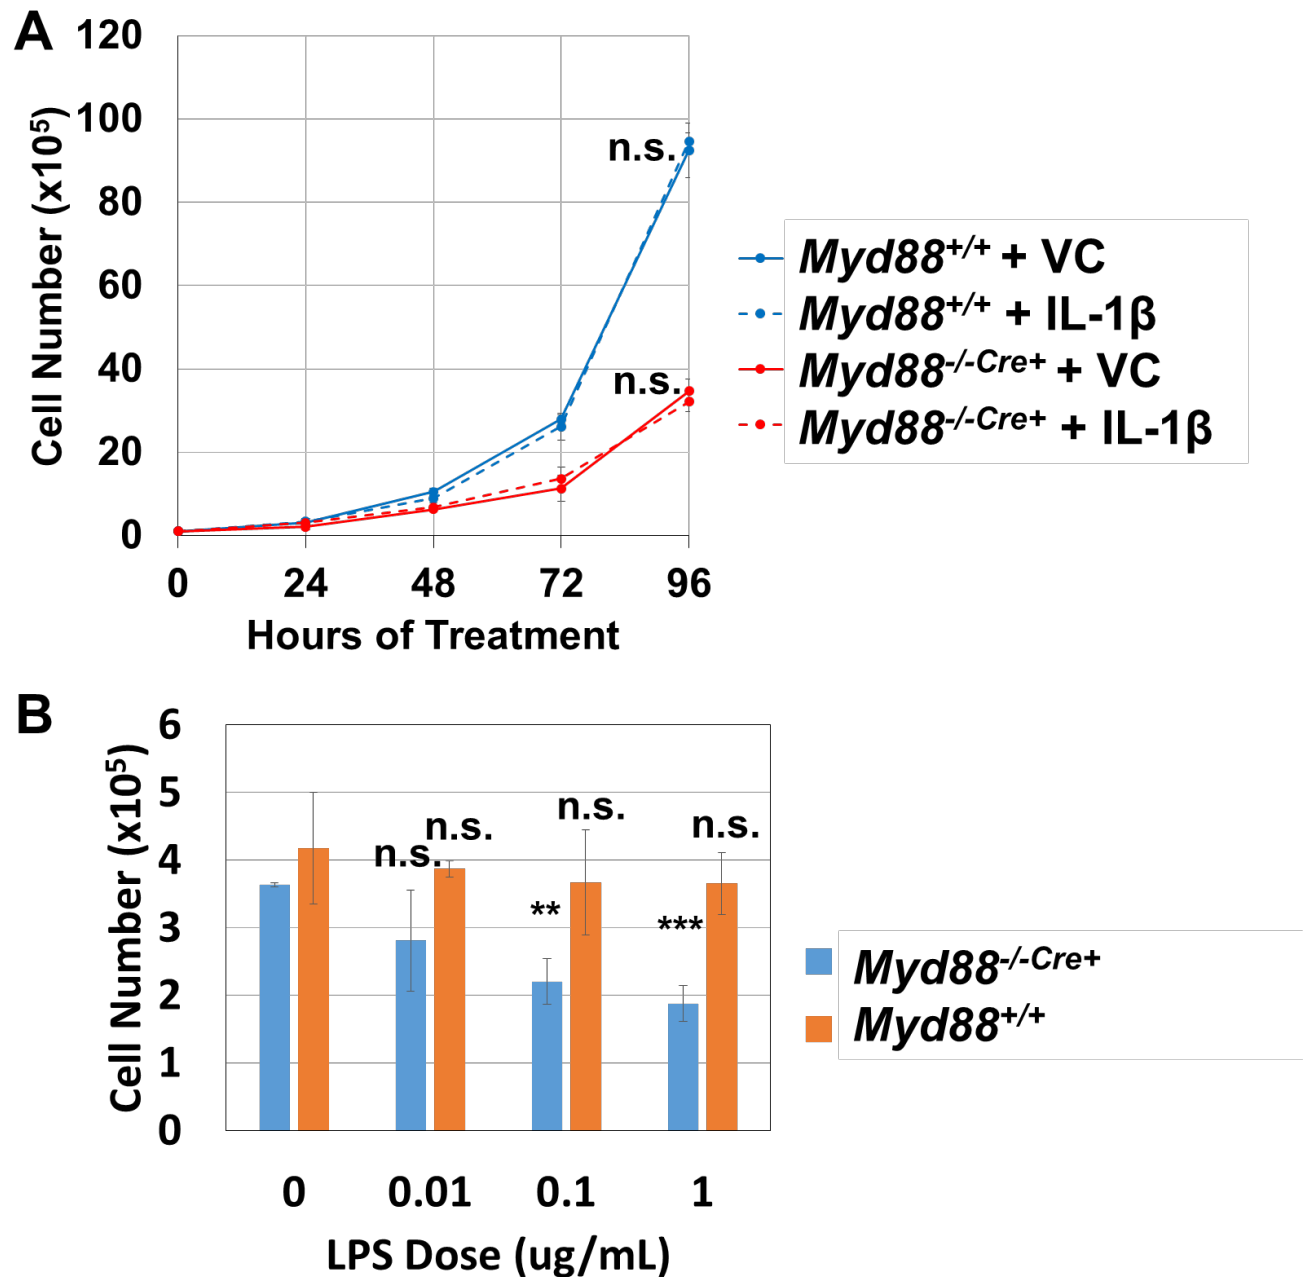 A
120
100
80
60
40
20
0
Cell Number (x10⁵)
n.s.
n.s.
0 24 48 72 96
Hours of Treatment
Myd88⁺/⁺ + VC
Myd88⁺/⁺ + IL-1β
Myd88⁻/⁻Cre⁺ + VC
Myd88⁻/⁻Cre⁺ + IL-1β
B
6
5
4
3
2
1
0
Cell Number (x10⁵)
n.s. n.s. n.s. n.s.
** ***
0 0.01 0.1 1
LPS Dose (ug/mL)
Myd88⁻/⁻Cre⁺
Myd88⁺/⁺